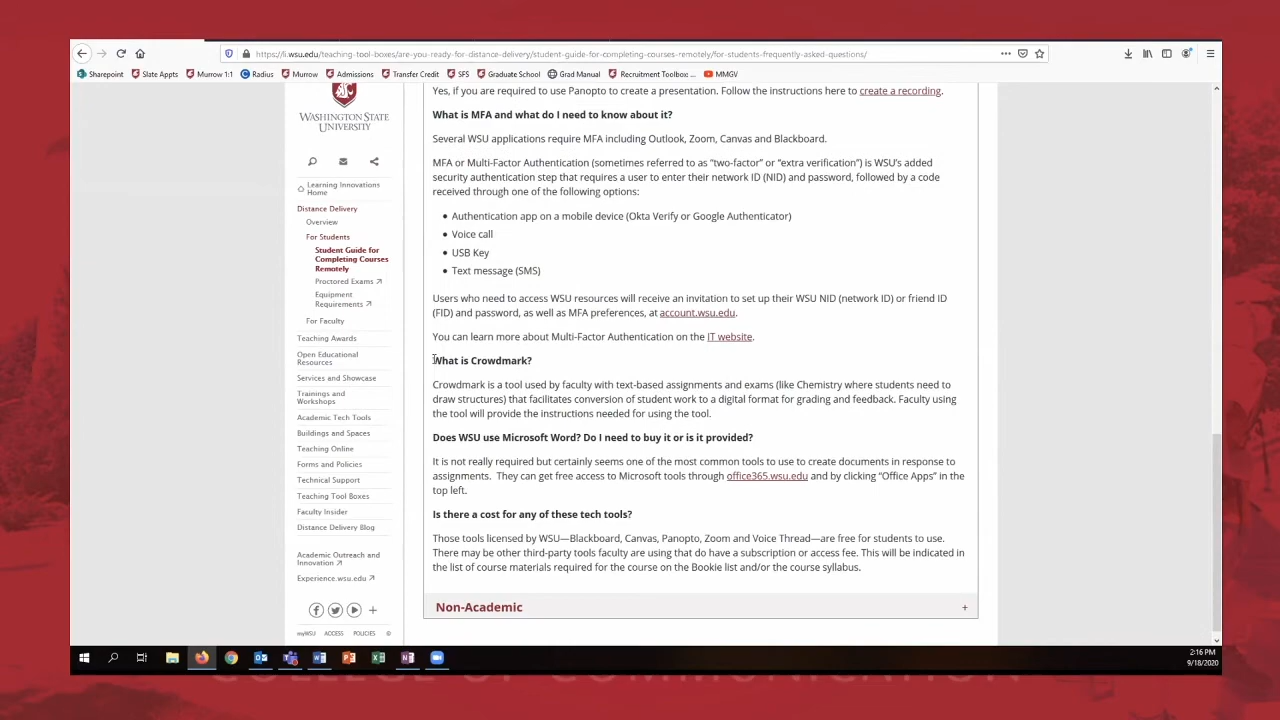 https://li.wsu.edu/teaching-tool-boxes/are-you-ready-for-distance-delivery/student-guide-for-completing-courses-remotely/for-students-frequently-asked-questions/
Sharepoint Slate Appts Murrow 1:1 Radius Murrow Admissions Transfer Credit SFS Graduate School Grad Manual Recruitment Toolbox: ... MMGV
WASHINGTON STATE
UNIVERSITY
Learning Innovations
Home
Distance Delivery
Overview
For Students
Student Guide for
Completing Courses
Remotely
Proctored Exams
Equipment
Requirements
For Faculty
Teaching Awards
Open Educational
Resources
Services and Showcase
Trainings and
Workshops
Academic Tech Tools
Buildings and Spaces
Teaching Online
Forms and Policies
Technical Support
Teaching Tool Boxes
Faculty Insider
Distance Delivery Blog
Academic Outreach and
Innovation
Experience.wsu.edu
myWSU ACCESS POLICIES ©
Yes, if you are required to use Panopto to create a presentation. Follow the instructions here to create a recording.
What is MFA and what do I need to know about it?
Several WSU applications require MFA including Outlook, Zoom, Canvas and Blackboard.
MFA or Multi-Factor Authentication (sometimes referred to as “two-factor” or “extra verification”) is WSU’s added
security authentication step that requires a user to enter their network ID (NID) and password, followed by a code
received through one of the following options:
• Authentication app on a mobile device (Okta Verify or Google Authenticator)
• Voice call
• USB Key
• Text message (SMS)
Users who need to access WSU resources will receive an invitation to set up their WSU NID (network ID) or friend ID
(FID) and password, as well as MFA preferences, at account.wsu.edu.
You can learn more about Multi-Factor Authentication on the IT website.
What is Crowdmark?
Crowdmark is a tool used by faculty with text-based assignments and exams (like Chemistry where students need to
draw structures) that facilitates conversion of student work to a digital format for grading and feedback. Faculty using
the tool will provide the instructions needed for using the tool.
Does WSU use Microsoft Word? Do I need to buy it or is it provided?
It is not really required but certainly seems one of the most common tools to use to create documents in response to
assignments. They can get free access to Microsoft tools through office365.wsu.edu and by clicking “Office Apps” in the
top left.
Is there a cost for any of these tech tools?
Those tools licensed by WSU—Blackboard, Canvas, Panopto, Zoom and Voice Thread—are free for students to use.
There may be other third-party tools faculty are using that do have a subscription or access fee. This will be indicated in
the list of course materials required for the course on the Bookie list and/or the course syllabus.
Non-Academic +
2:16 PM
9/18/2020
COLLEGE OF COMMUNICATION